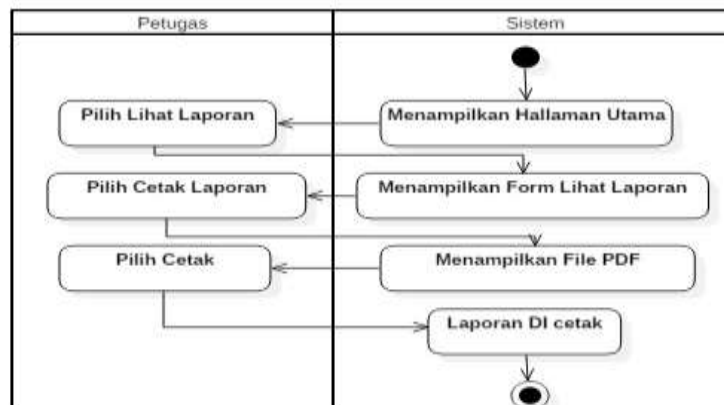 Petugas
Sistem
Pilih Lihat Laporan
Menampilkan Hallaman Utama
Pilih Cetak Laporan
Menampilkan Form Lihat Laporan
Pilih Cetak
Menampilkan File PDF
Laporan DI cetak